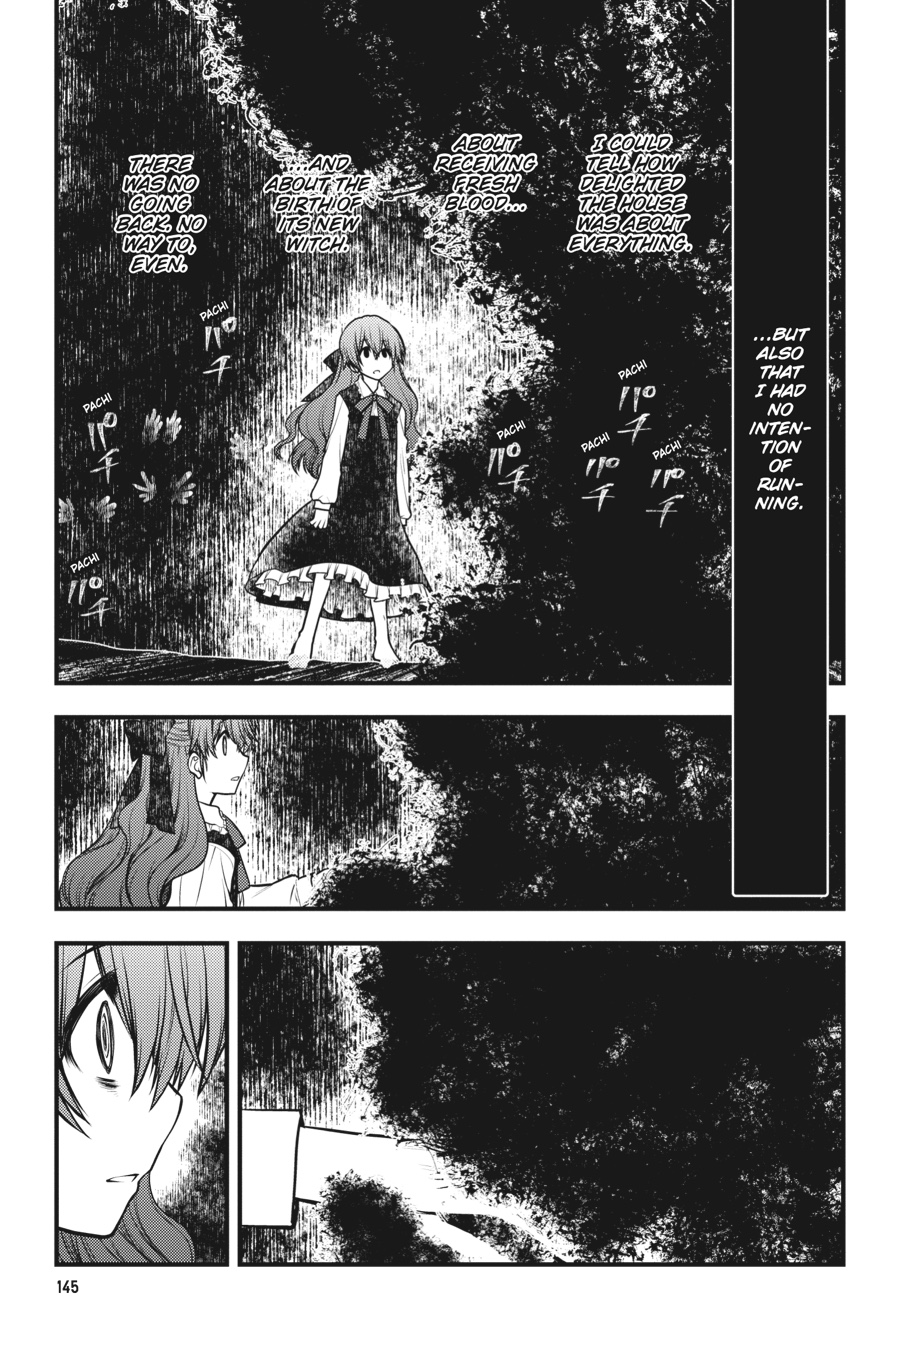 I COULD
TELL HOW
DELIGHTED
THE HOUSE
WAS ABOUT
EVERYTHING.
ABOUT
RECEIVING
FRESH
BLOOD...
...AND
ABOUT THE
BIRTH OF
ITS NEW
WITCH.
THERE
WAS NO
GOING
BACK. NO
WAY TO,
EVEN.
PACHI
パチ
PACHI
パチ
PACHI
パチ
PACHI
パチ
PACHI
パチ
PACHI
パチ
PACHI
パチ
...BUT
ALSO
THAT
I HAD
NO
INTEN-
TION
OF
RUN-
NING.
145